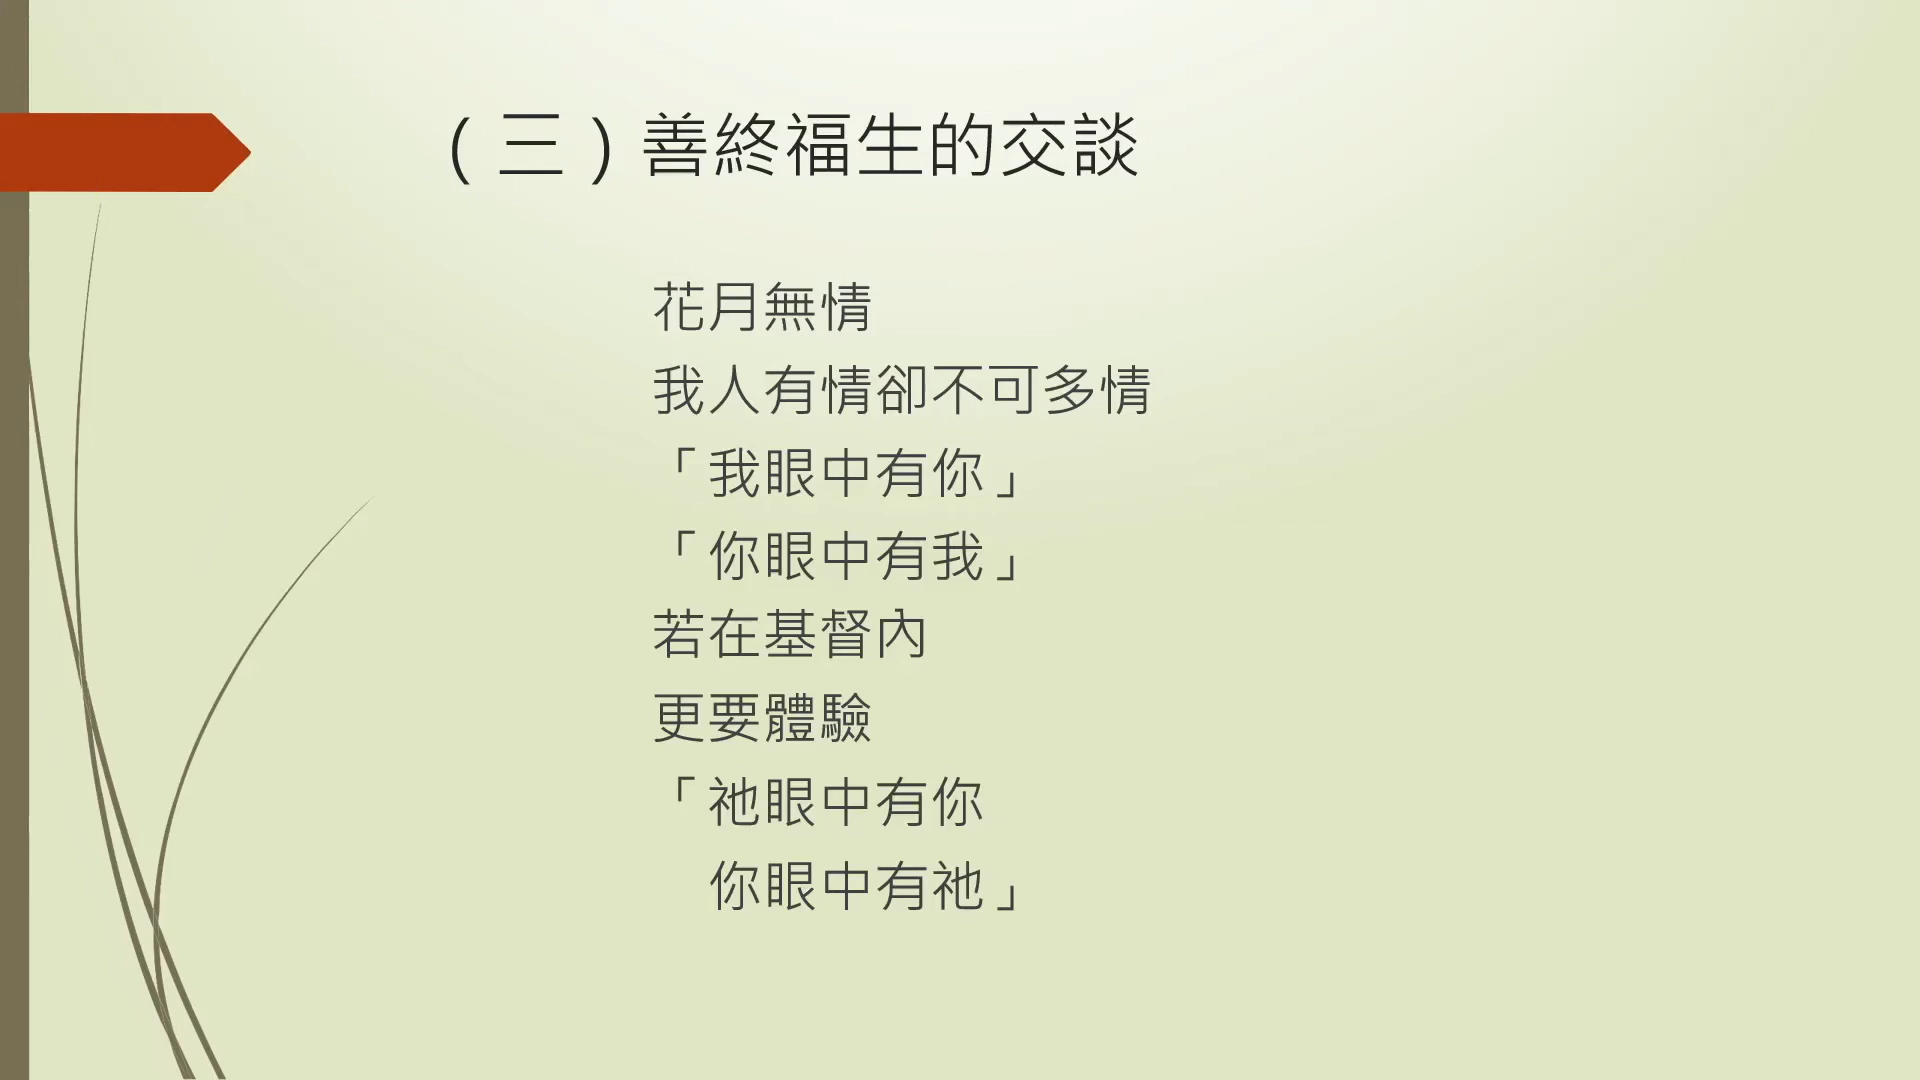 （三）善終福生的交談
花月無情
我人有情卻不可多情
「我眼中有你」
「你眼中有我」
若在基督內
更要體驗
「祂眼中有你
你眼中有祂」